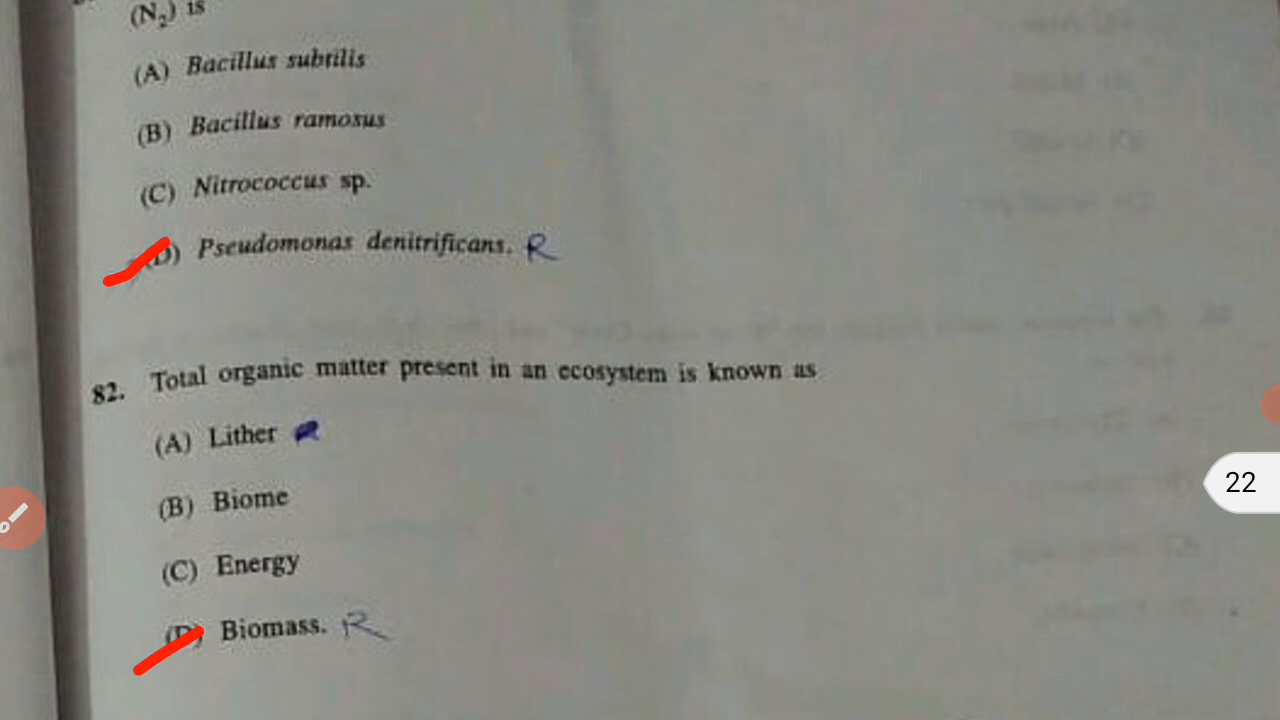 (N₂) is
(A) Bacillus subtilis
(B) Bacillus ramosus
(C) Nitrococcus sp.
(D) Pseudomonas denitrificans. R
82. Total organic matter present in an ecosystem is known as
(A) Lither
(B) Biome
22
(C) Energy
(D) Biomass. R